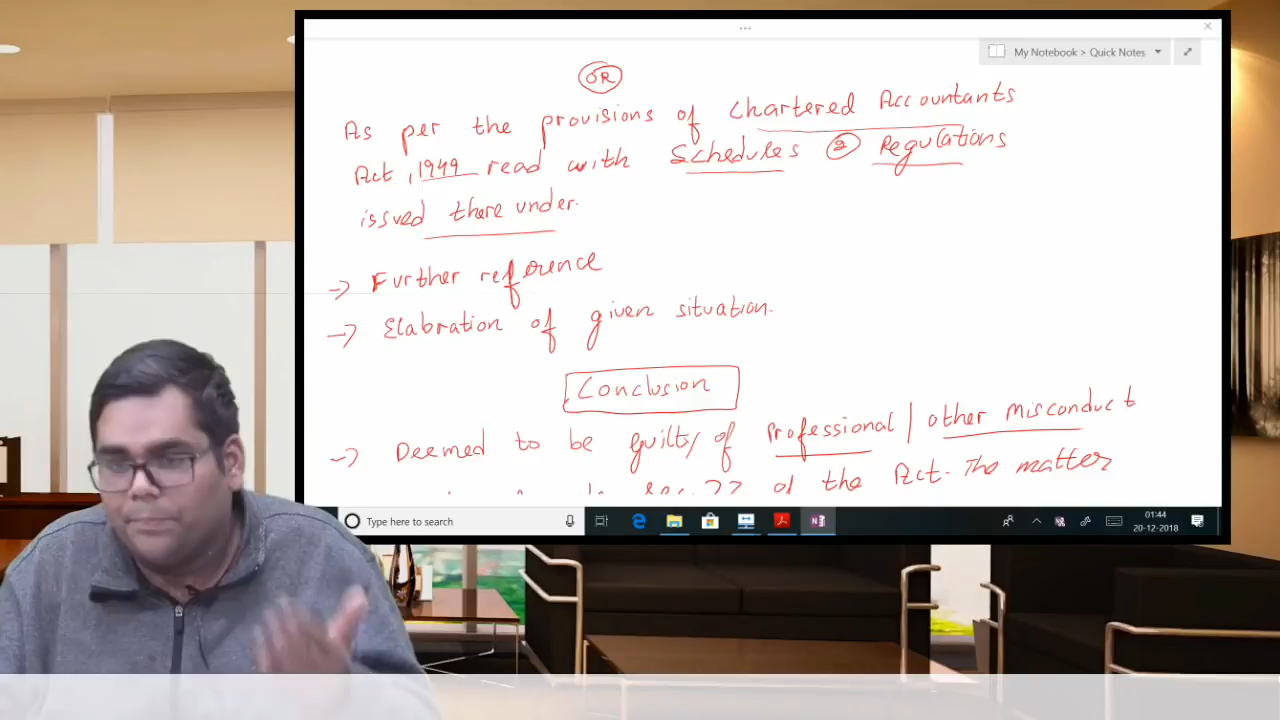 ...
My Notebook > Quick Notes
OR
As per the provisions of Chartered Accountants
Act, 1949 read with Schedules & Regulations
issued there under.
→ Further reference
→ Elabration of given situation.
Conclusion
→ Deemed to be guilty of Professional / other misconduct
of the Act. The matter
Type here to search
01:44
20-12-2018